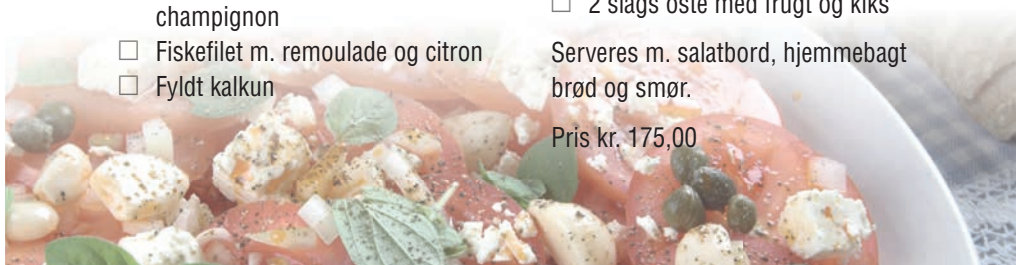 champignon
☐ Fiskefilet m. remoulade og citron
☐ Fyldt kalkun
☐ 2 slags oste med frugt og kiks
Serveres m. salatbord, hjemmebagt
brød og smør.
Pris kr. 175,00